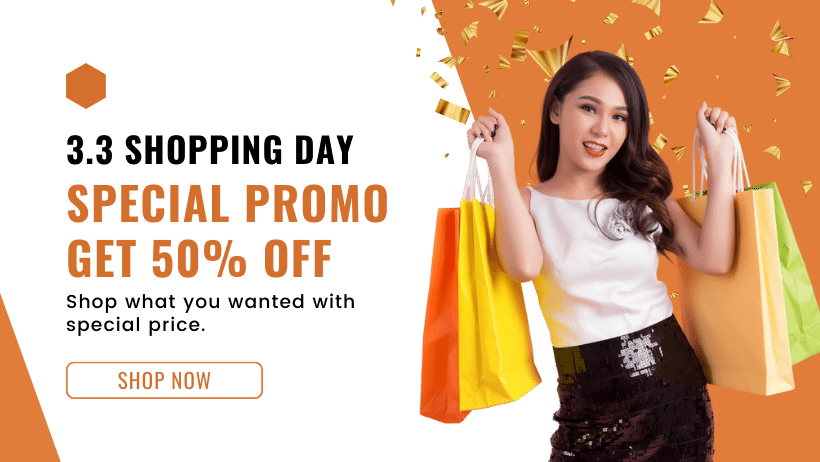 3.3 SHOPPING DAY
SPECIAL PROMO
GET 50% OFF
Shop what you wanted with
special price.
SHOP NOW